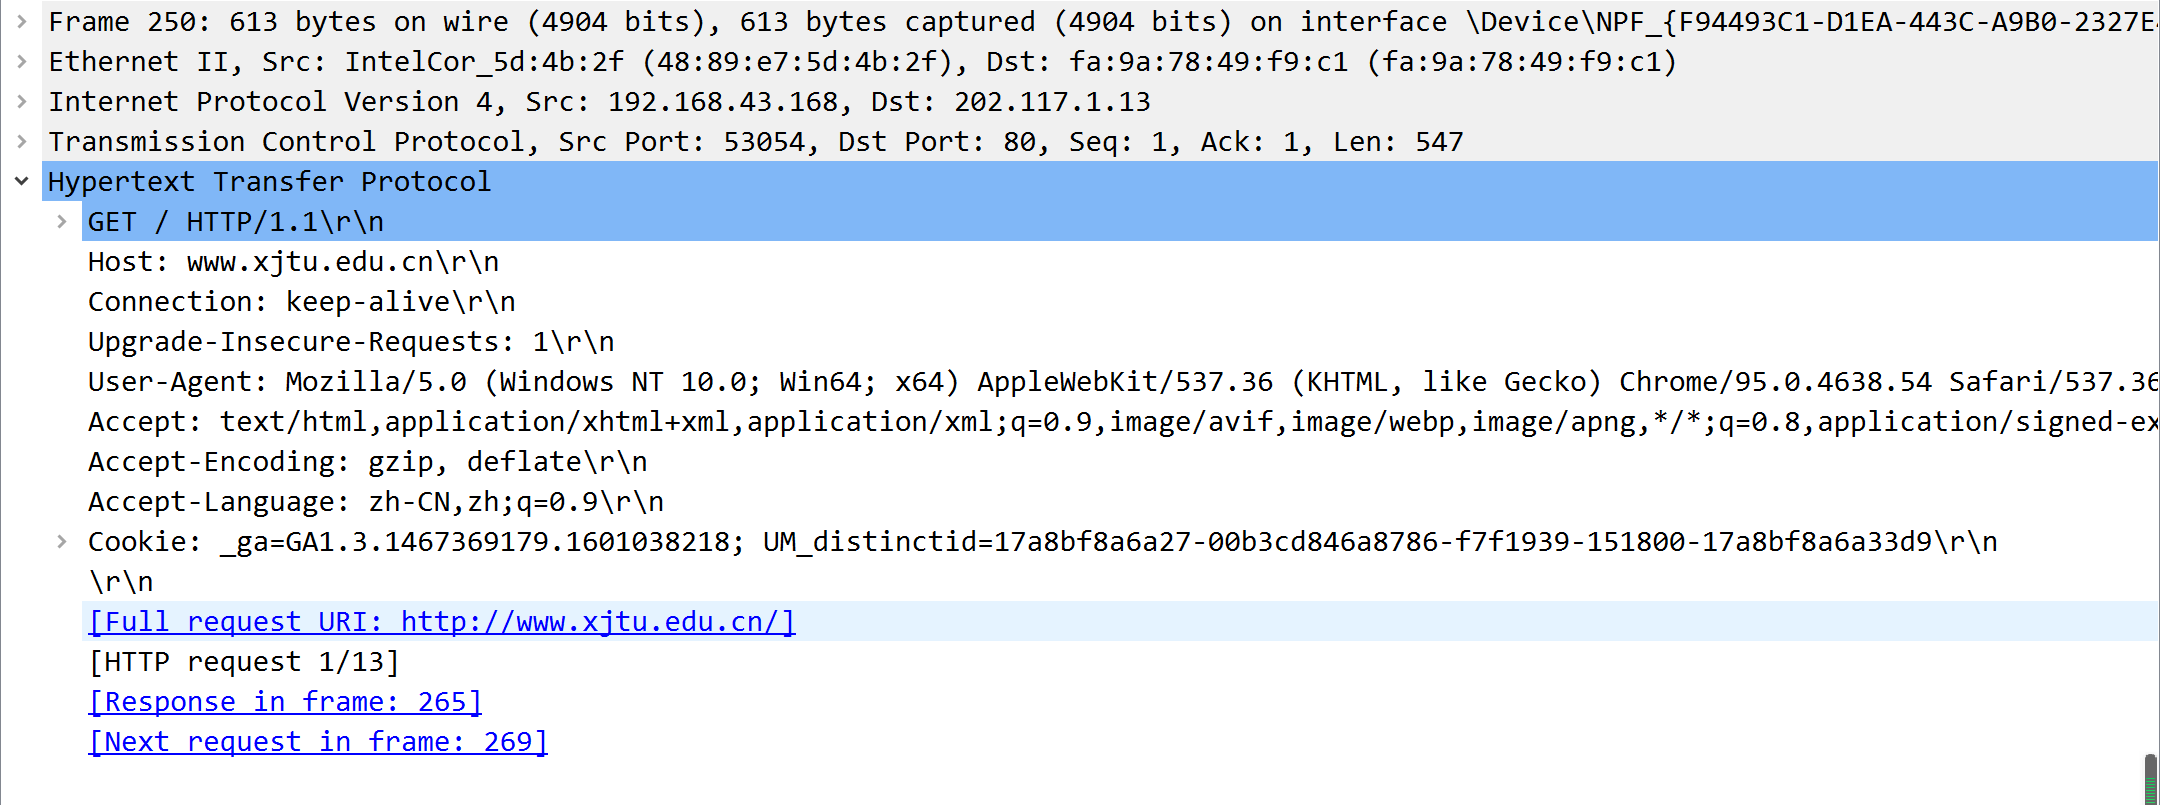 Frame 250: 613 bytes on wire (4904 bits), 613 bytes captured (4904 bits) on interface \Device\NPF_{F94493C1-D1EA-443C-A9B0-2327E
Ethernet II, Src: IntelCor_5d:4b:2f (48:89:e7:5d:4b:2f), Dst: fa:9a:78:49:f9:c1 (fa:9a:78:49:f9:c1)
Internet Protocol Version 4, Src: 192.168.43.168, Dst: 202.117.1.13
Transmission Control Protocol, Src Port: 53054, Dst Port: 80, Seq: 1, Ack: 1, Len: 547
Hypertext Transfer Protocol
GET / HTTP/1.1\r\n
Host: www.xjtu.edu.cn\r\n
Connection: keep-alive\r\n
Upgrade-Insecure-Requests: 1\r\n
User-Agent: Mozilla/5.0 (Windows NT 10.0; Win64; x64) AppleWebKit/537.36 (KHTML, like Gecko) Chrome/95.0.4638.54 Safari/537.36
Accept: text/html,application/xhtml+xml,application/xml;q=0.9,image/avif,image/webp,image/apng,*/*;q=0.8,application/signed-ex
Accept-Encoding: gzip, deflate\r\n
Accept-Language: zh-CN,zh;q=0.9\r\n
Cookie: _ga=GA1.3.1467369179.1601038218; UM_distinctid=17a8bf8a6a27-00b3cd846a8786-f7f1939-151800-17a8bf8a6a33d9\r\n
\r\n
[Full request URI: http://www.xjtu.edu.cn/]
[HTTP request 1/13]
[Response in frame: 265]
[Next request in frame: 269]